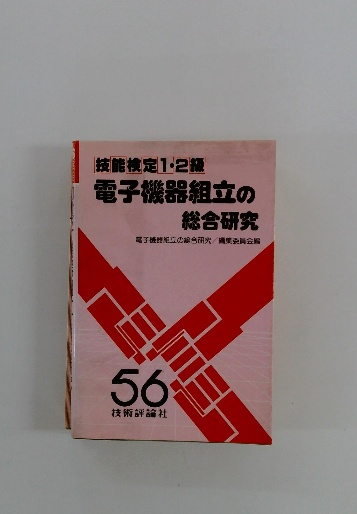 技能検定1・2級
電子機器組立の
総合研究
電子機器組立の総合研究／編集委員会編
56
技術評論社